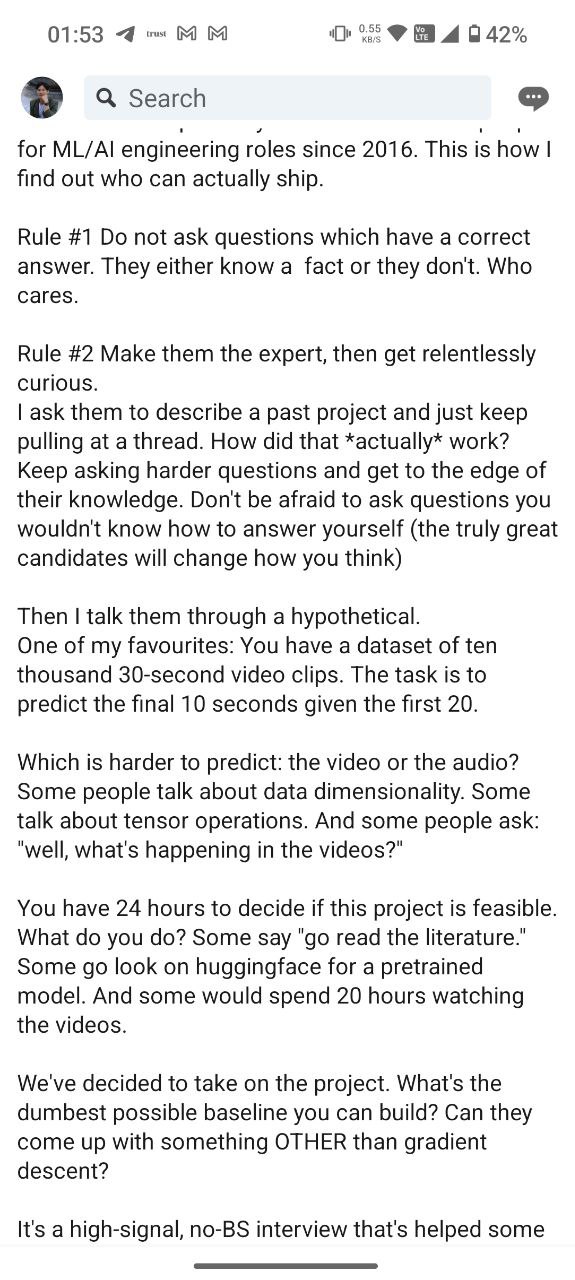 01:53 trust 0.55 KB/S Vo LTE 42%
Search
for ML/AI engineering roles since 2016. This is how I
find out who can actually ship.
Rule #1 Do not ask questions which have a correct
answer. They either know a  fact or they don't. Who
cares.
Rule #2 Make them the expert, then get relentlessly
curious.
I ask them to describe a past project and just keep
pulling at a thread. How did that *actually* work?
Keep asking harder questions and get to the edge of
their knowledge. Don't be afraid to ask questions you
wouldn't know how to answer yourself (the truly great
candidates will change how you think)
Then I talk them through a hypothetical.
One of my favourites: You have a dataset of ten
thousand 30-second video clips. The task is to
predict the final 10 seconds given the first 20.
Which is harder to predict: the video or the audio?
Some people talk about data dimensionality. Some
talk about tensor operations. And some people ask:
"well, what's happening in the videos?"
You have 24 hours to decide if this project is feasible.
What do you do? Some say "go read the literature."
Some go look on huggingface for a pretrained
model. And some would spend 20 hours watching
the videos.
We've decided to take on the project. What's the
dumbest possible baseline you can build? Can they
come up with something OTHER than gradient
descent?
It's a high-signal, no-BS interview that's helped some